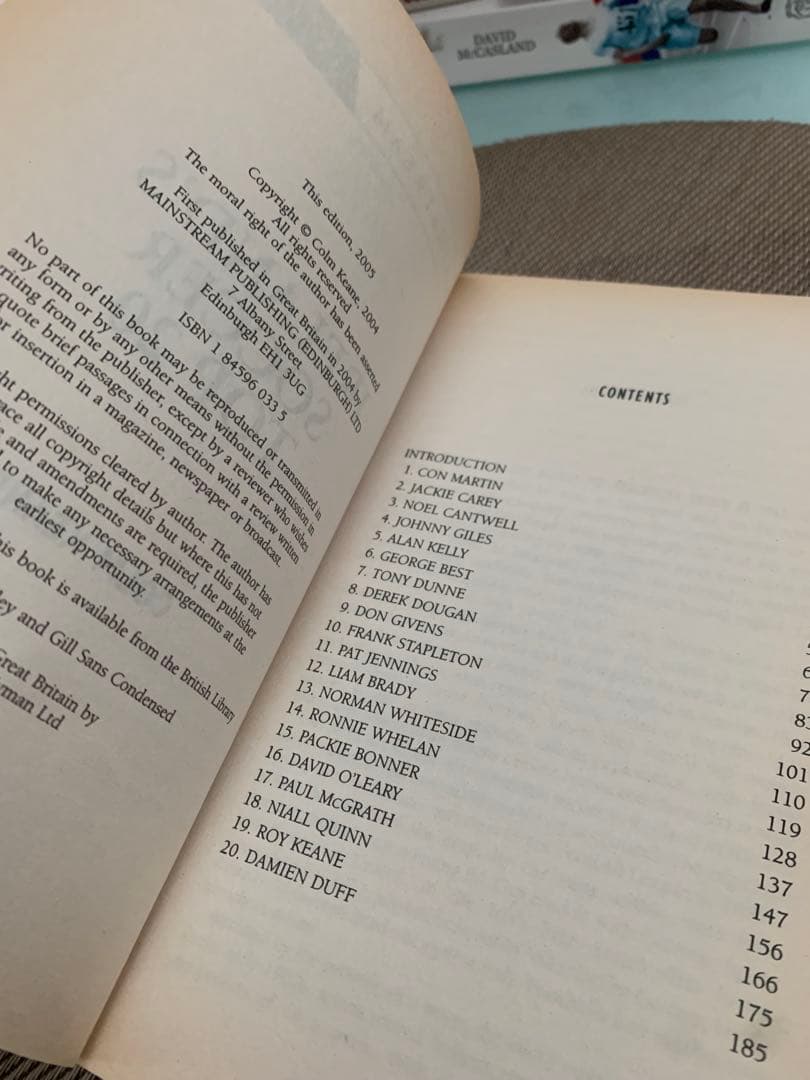 DAVID
McCASLAND
This edition, 2005
Copyright © Colm Keane, 2004
All rights reserved
The moral right of the author has been asserted
First published in Great Britain in 2004 by
MAINSTREAM PUBLISHING (EDINBURGH) LTD
7 Albany Street
Edinburgh EH1 3UG
ISBN 1 84596 033 5
No part of this book may be reproduced or transmitted in
any form or by any other means without the permission in
writing from the publisher, except by a reviewer who wishes
quote brief passages in connection with a review written
or insertion in a magazine, newspaper or broadcast.
permissions cleared by author. The author has
all copyright details but where this has not
and amendments are required, the publisher
to make any necessary arrangements at the
earliest opportunity.
this book is available from the British Library
and Gill Sans Condensed
Great Britain by
Ltd
CONTENTS
INTRODUCTION
1. CON MARTIN
2. JACKIE CAREY
3. NOEL CANTWELL
4. JOHNNY GILES
5. ALAN KELLY
6. GEORGE BEST
7. TONY DUNNE
8. DEREK DOUGAN
9. DON GIVENS
10. FRANK STAPLETON
11. PAT JENNINGS
12. LIAM BRADY
13. NORMAN WHITESIDE
14. RONNIE WHELAN
15. PACKIE BONNER
16. DAVID O'LEARY
17. PAUL McGRATH
18. NIALL QUINN
19. ROY KEANE
20. DAMIEN DUFF
83
92
101
110
119
128
137
147
156
166
175
185